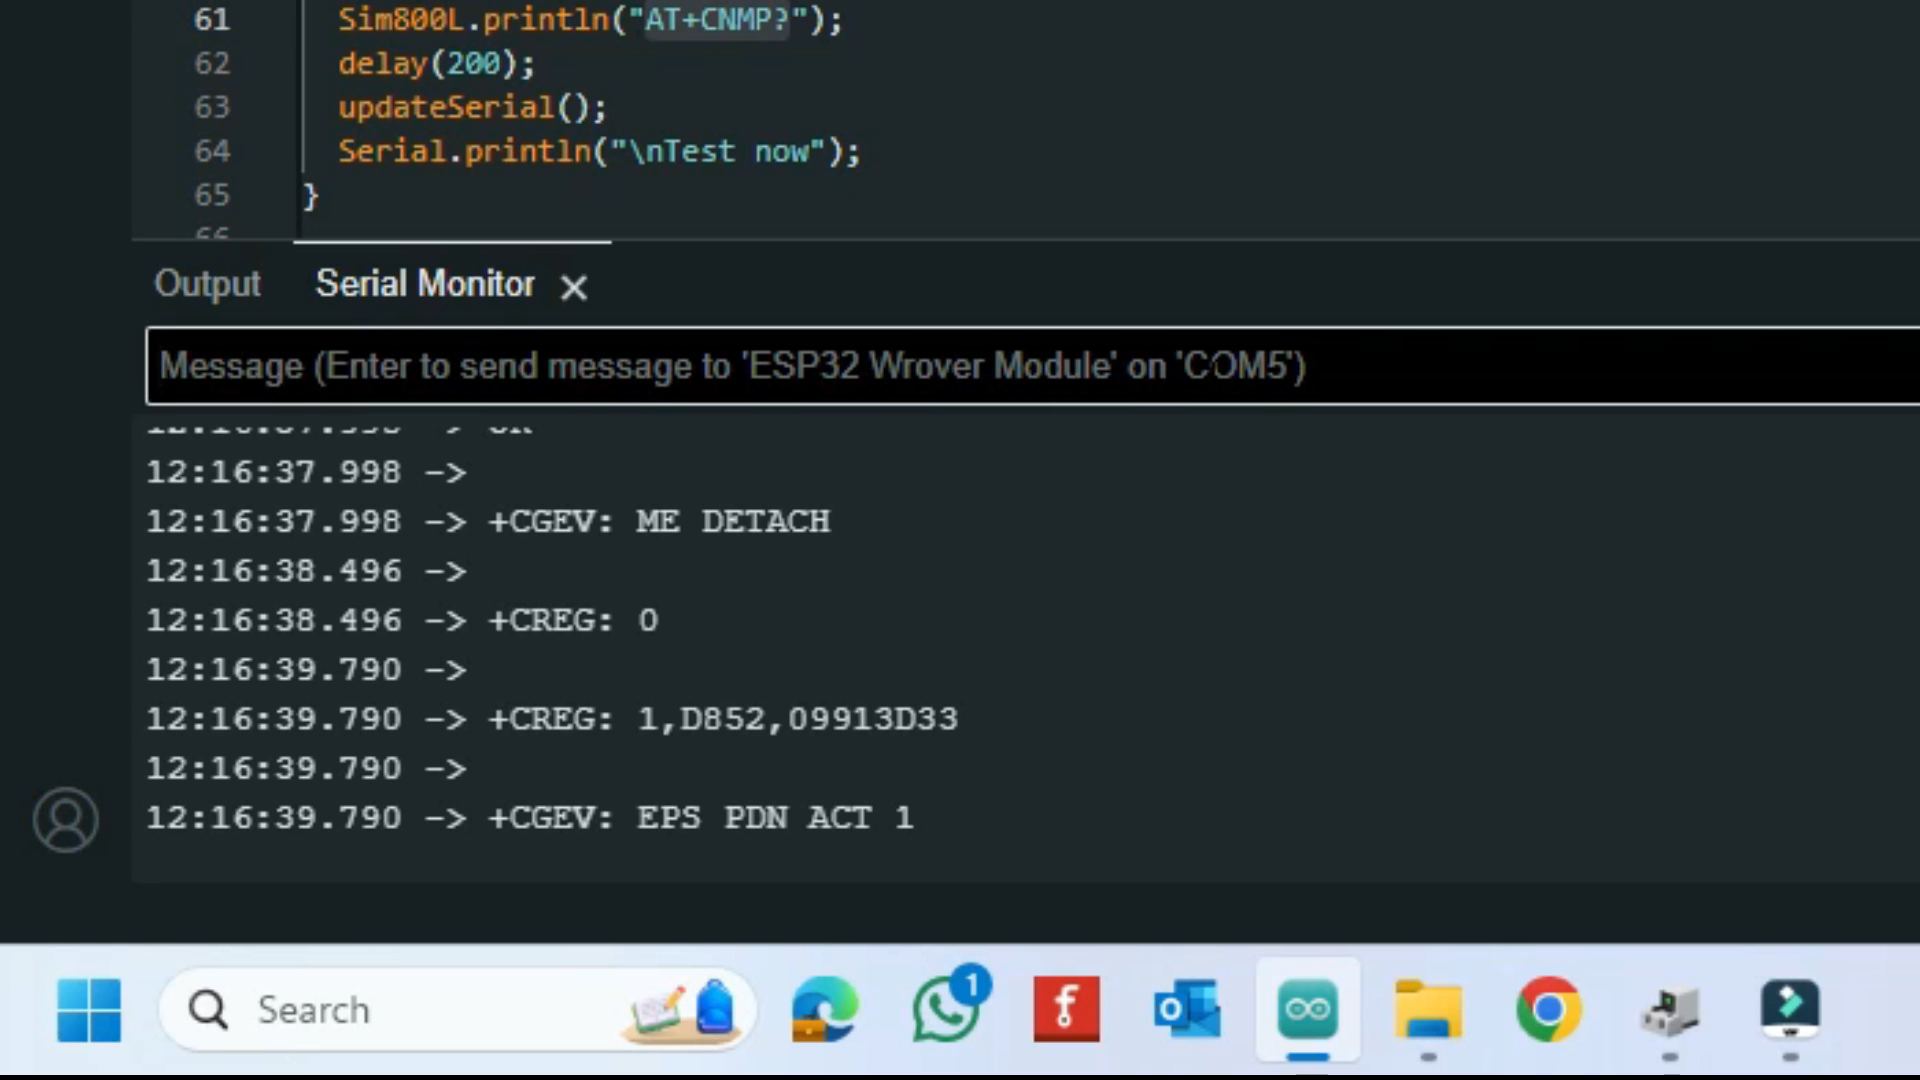 61 Sim800L.println("AT+CNMP?");
62 delay(200);
63 updateSerial();
64 Serial.println("\nTest now");
65 }
66
Output Serial Monitor ×
Message (Enter to send message to 'ESP32 Wrover Module' on 'COM5')
12:16:37.998 ->
12:16:37.998 -> +CGEV: ME DETACH
12:16:38.496 ->
12:16:38.496 -> +CREG: 0
12:16:39.790 ->
12:16:39.790 -> +CREG: 1,D852,09913D33
12:16:39.790 ->
12:16:39.790 -> +CGEV: EPS PDN ACT 1
Search
1